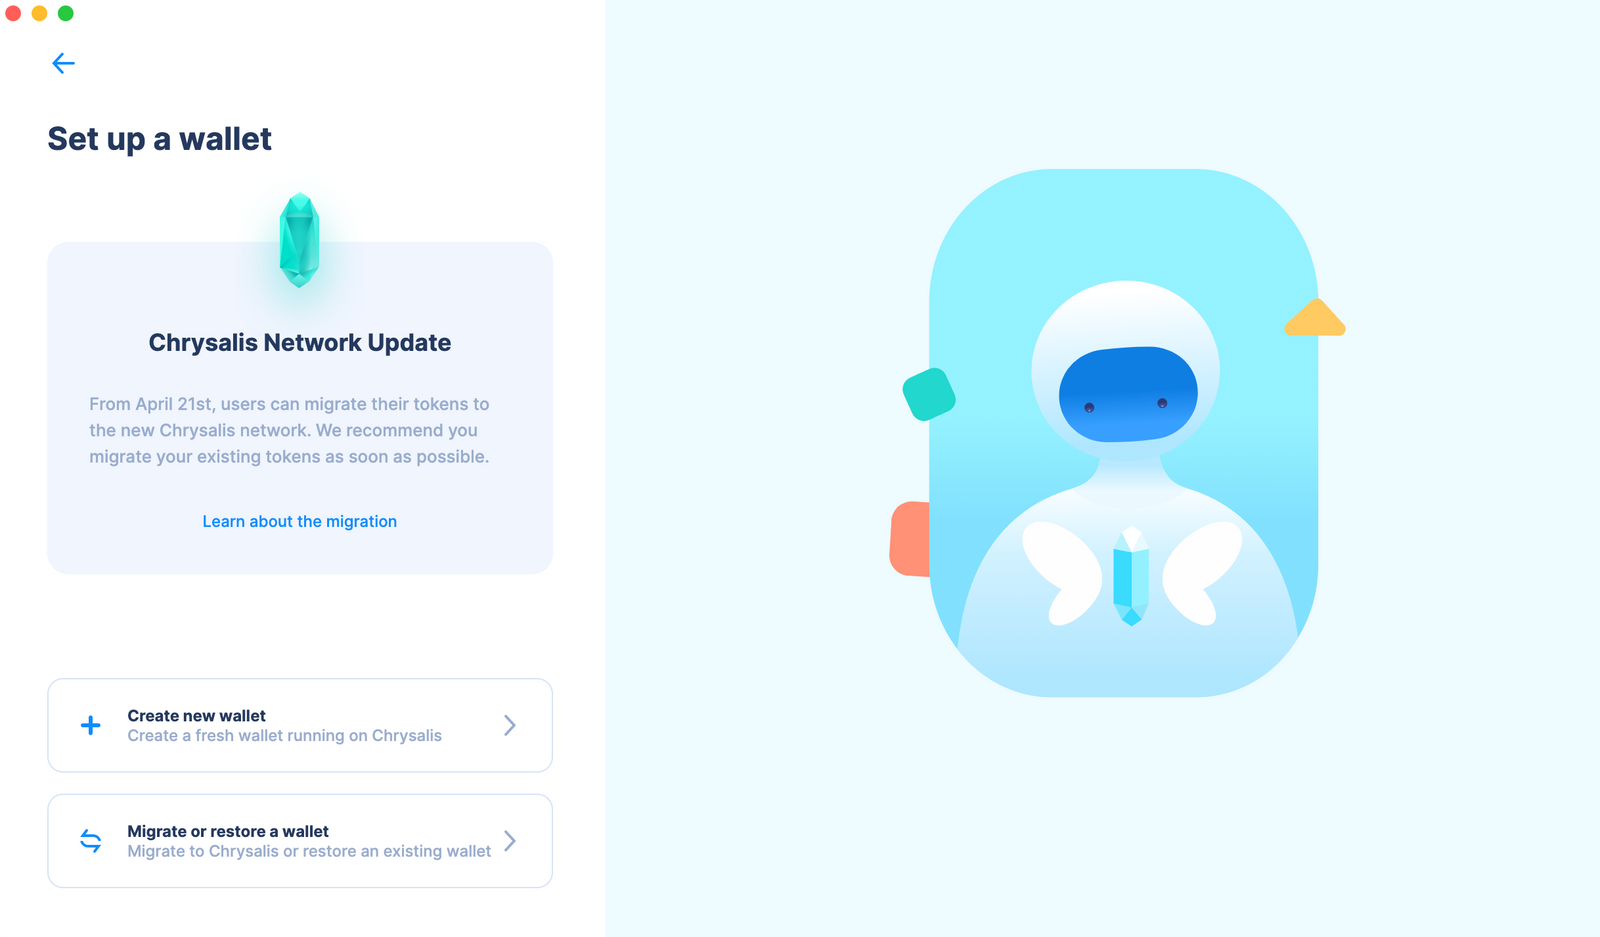 Set up a wallet
Chrysalis Network Update
From April 21st, users can migrate their tokens to
the new Chrysalis network. We recommend you
migrate your existing tokens as soon as possible.
Learn about the migration
Create new wallet
Create a fresh wallet running on Chrysalis
Migrate or restore a wallet
Migrate to Chrysalis or restore an existing wallet